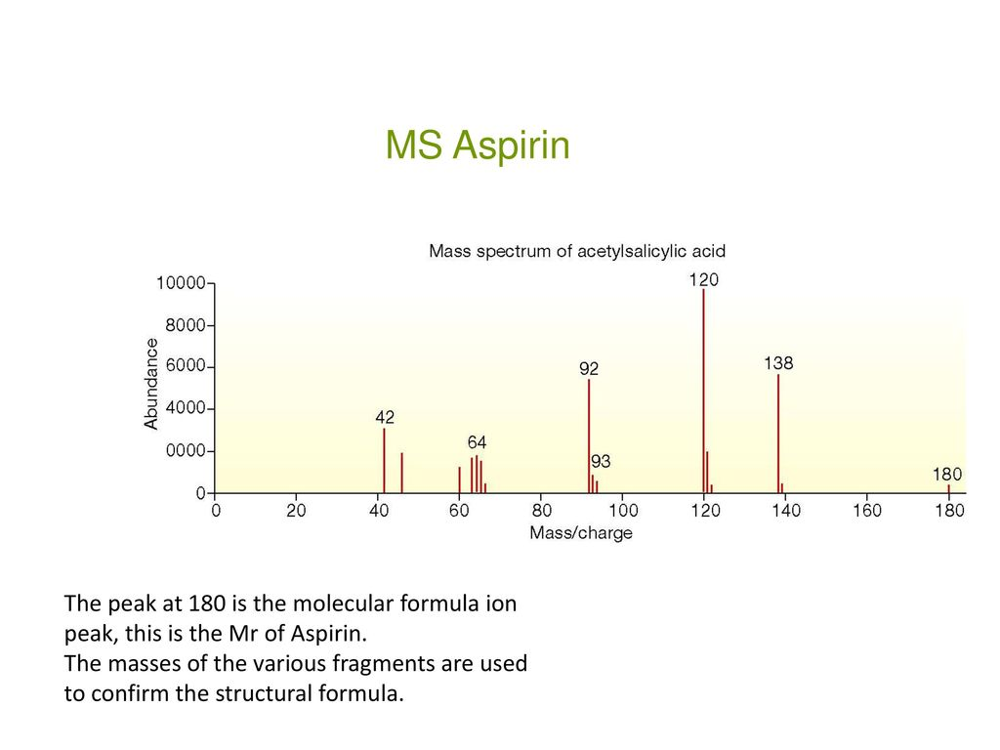 MS Aspirin
Mass spectrum of acetylsalicylic acid
10000
8000
6000
4000
0000
0
Abundance
42
64
92
93
120
138
180
0 20 40 60 80 100 120 140 160 180
Mass/charge
The peak at 180 is the molecular formula ion
peak, this is the Mr of Aspirin.
The masses of the various fragments are used
to confirm the structural formula.